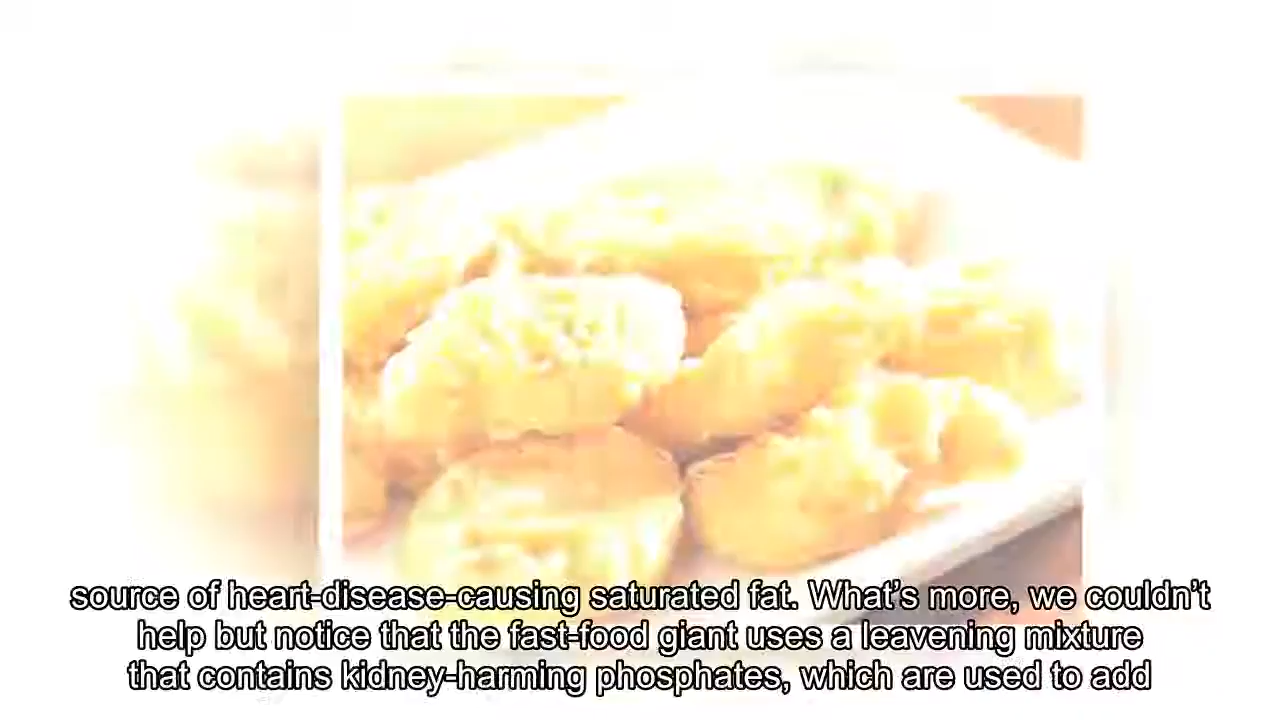 source of heart-disease-causing saturated fat. What’s more, we couldn’t
help but notice that the fast-food giant uses a leavening mixture
that contains kidney-harming phosphates, which are used to add